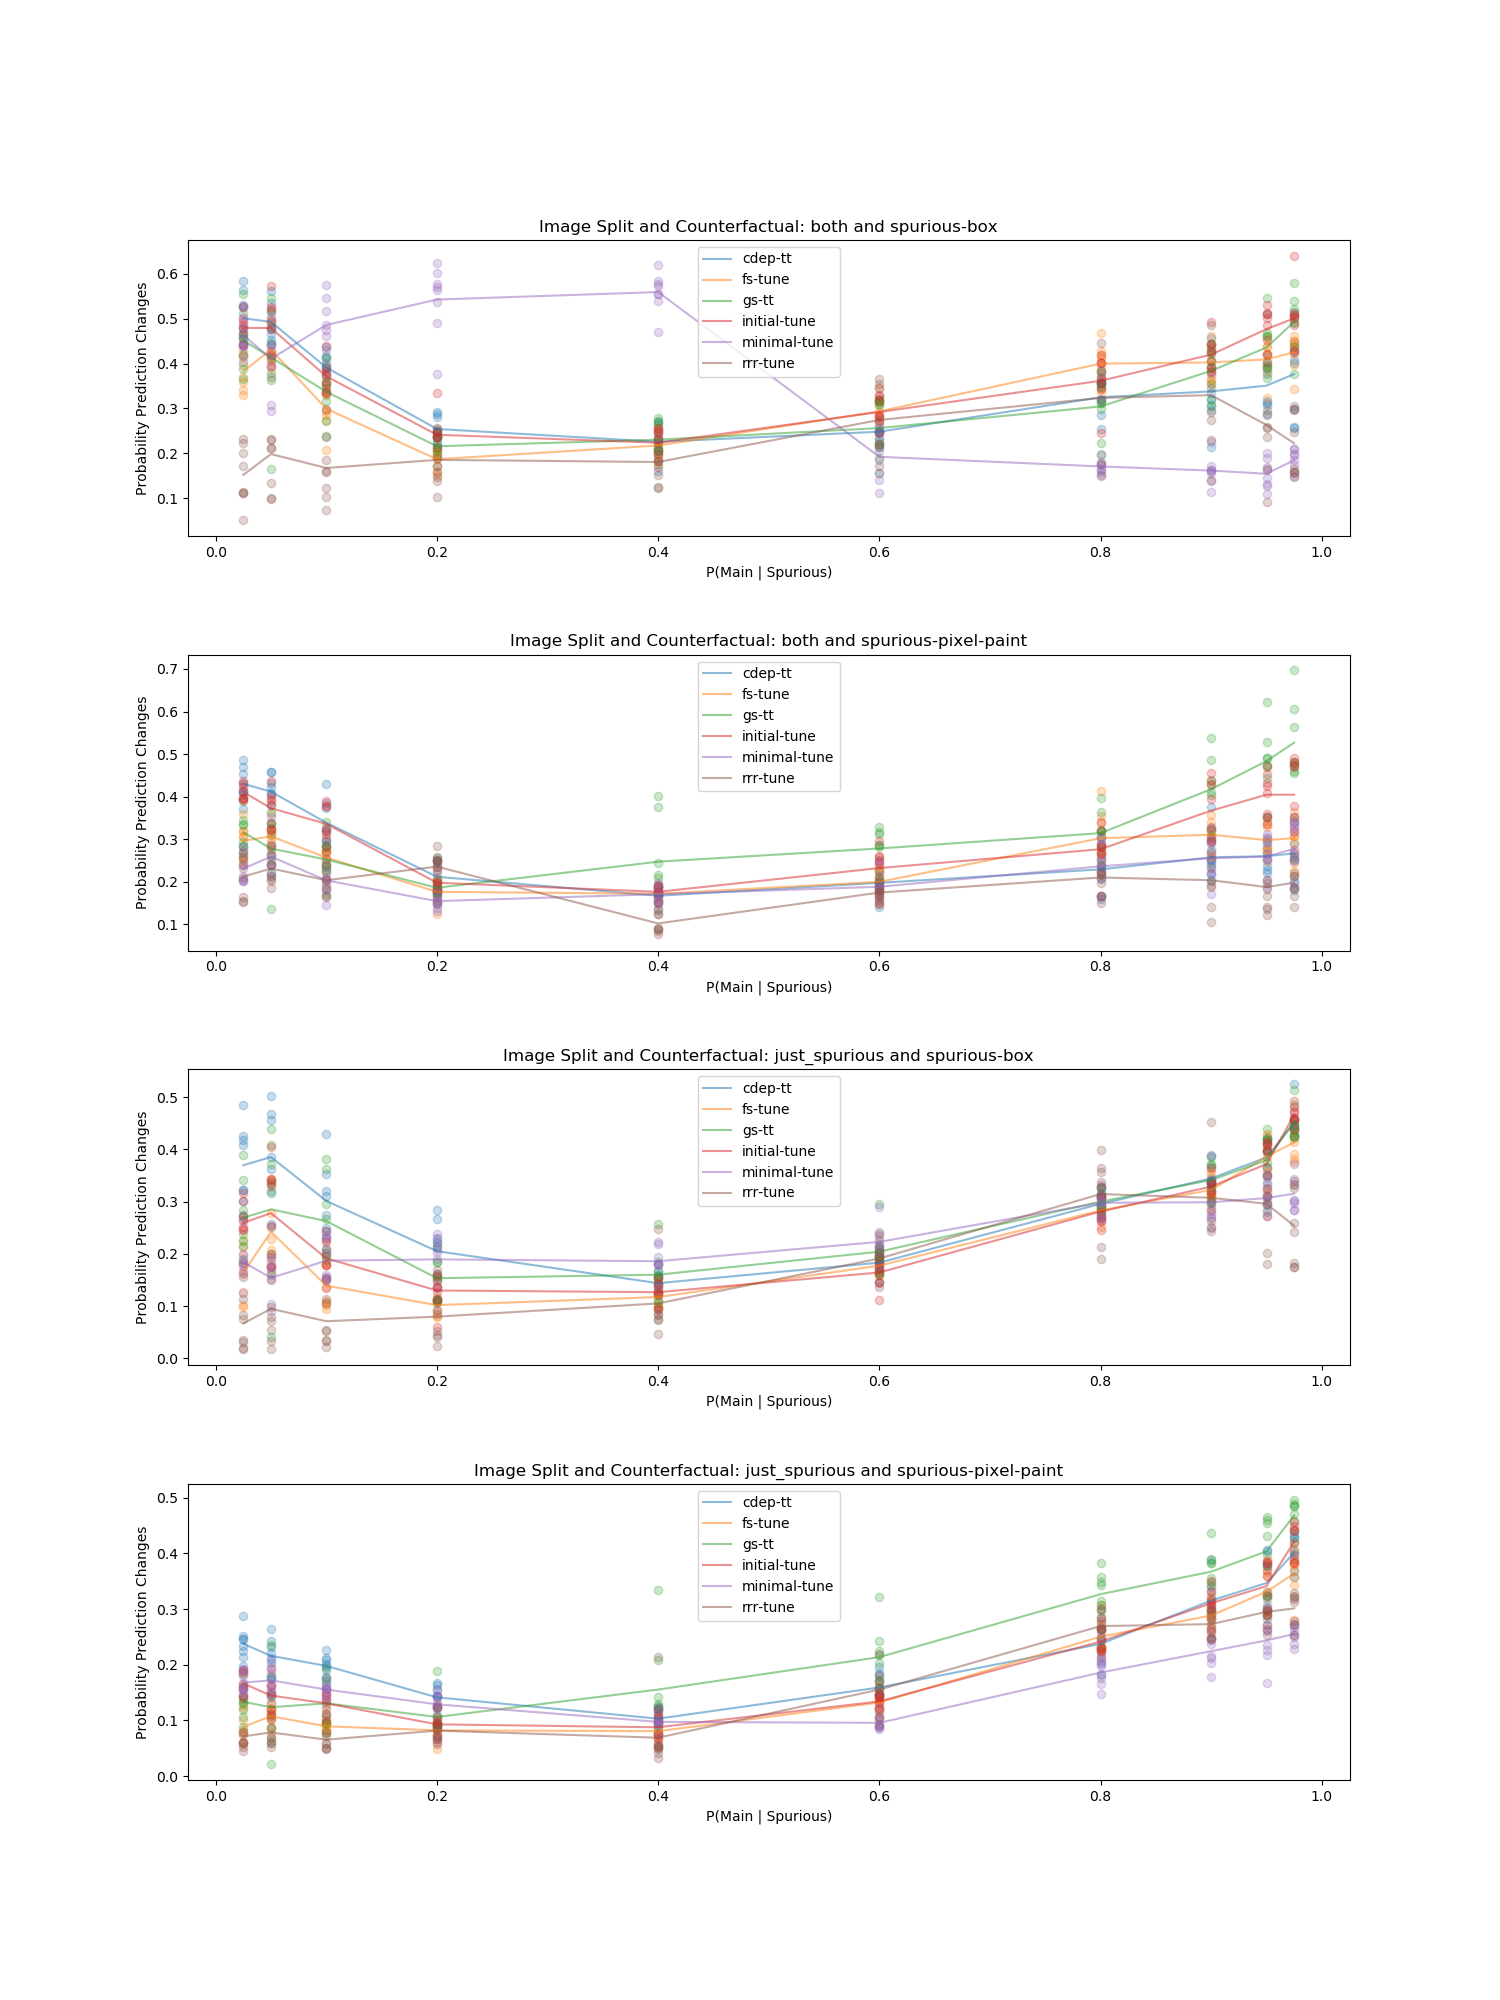 Image Split and Counterfactual: both and spurious-box
Probability Prediction Changes
0.6
0.5
0.4
0.3
0.2
0.1
cdep-tt
fs-tune
gs-tt
initial-tune
minimal-tune
rrr-tune
0.0 0.2 0.4 0.6 0.8 1.0
P(Main | Spurious)
Image Split and Counterfactual: both and spurious-pixel-paint
Probability Prediction Changes
0.7
0.6
0.5
0.4
0.3
0.2
0.1
cdep-tt
fs-tune
gs-tt
initial-tune
minimal-tune
rrr-tune
0.0 0.2 0.4 0.6 0.8 1.0
P(Main | Spurious)
Image Split and Counterfactual: just_spurious and spurious-box
Probability Prediction Changes
0.5
0.4
0.3
0.2
0.1
0.0
cdep-tt
fs-tune
gs-tt
initial-tune
minimal-tune
rrr-tune
0.0 0.2 0.4 0.6 0.8 1.0
P(Main | Spurious)
Image Split and Counterfactual: just_spurious and spurious-pixel-paint
Probability Prediction Changes
0.5
0.4
0.3
0.2
0.1
0.0
cdep-tt
fs-tune
gs-tt
initial-tune
minimal-tune
rrr-tune
0.0 0.2 0.4 0.6 0.8 1.0
P(Main | Spurious)